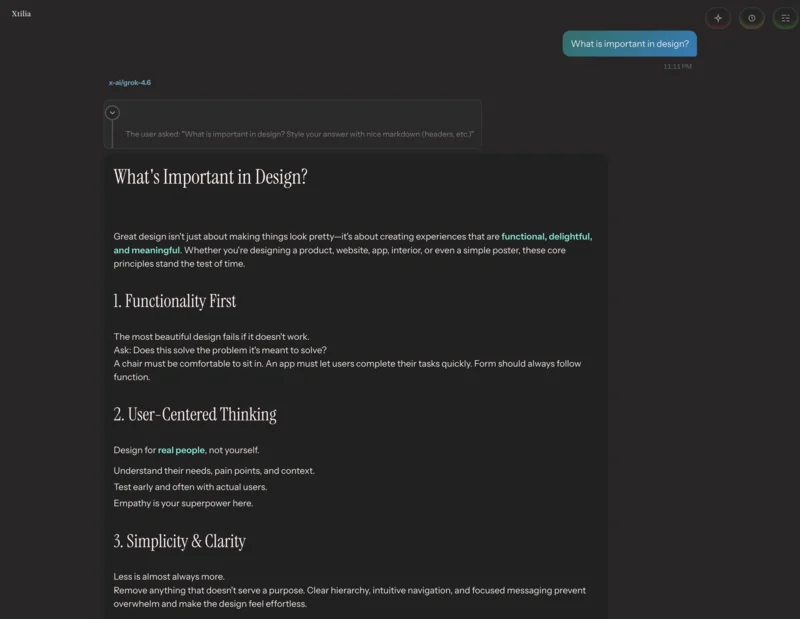 Xtilia
What is important in design?
11:11 PM
x-ai/grok-4.6
The user asked: "What is important in design? Style your answer with nice markdown (headers, etc.)"
What's Important in Design?
Great design isn't just about making things look pretty—it's about creating experiences that are functional, delightful,
and meaningful. Whether you're designing a product, website, app, interior, or even a simple poster, these core
principles stand the test of time.
1. Functionality First
The most beautiful design fails if it doesn't work.
Ask: Does this solve the problem it's meant to solve?
A chair must be comfortable to sit in. An app must let users complete their tasks quickly. Form should always follow
function.
2. User-Centered Thinking
Design for real people, not yourself.
Understand their needs, pain points, and context.
Test early and often with actual users.
Empathy is your superpower here.
3. Simplicity & Clarity
Less is almost always more.
Remove anything that doesn't serve a purpose. Clear hierarchy, intuitive navigation, and focused messaging prevent
overwhelm and make the design feel effortless.